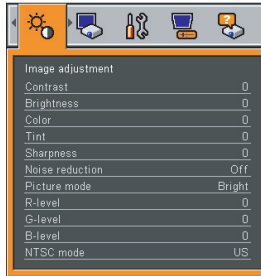 Image adjustment
Contrast 0
Brightness 0
Color 0
Tint 0
Sharpness 0
Noise reduction Off
Picture mode Bright
R-level 0
G-level 0
B-level 0
NTSC mode US